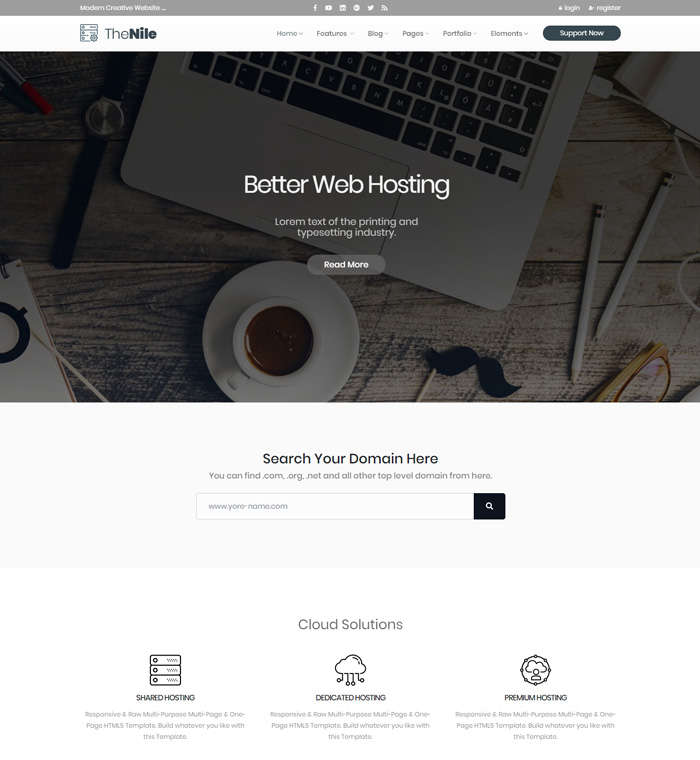 Modern Creative Website ...
login
register
TheNile
Home
Features
Blog
Pages
Portfolio
Elements
Support Now
Better Web Hosting
Lorem text of the printing and
typesetting industry.
Read More
Search Your Domain Here
You can find .com, .org, .net and all other top level domain from here.
www.yore-name.com
Cloud Solutions
SHARED HOSTING
Responsive & Raw Multi-Purpose Multi-Page & One-
Page HTML5 Template. Build whatever you like with
this Template.
DEDICATED HOSTING
Responsive & Raw Multi-Purpose Multi-Page & One-
Page HTML5 Template. Build whatever you like with
this Template.
PREMIUM HOSTING
Responsive & Raw Multi-Purpose Multi-Page & One-
Page HTML5 Template. Build whatever you like with
this Template.